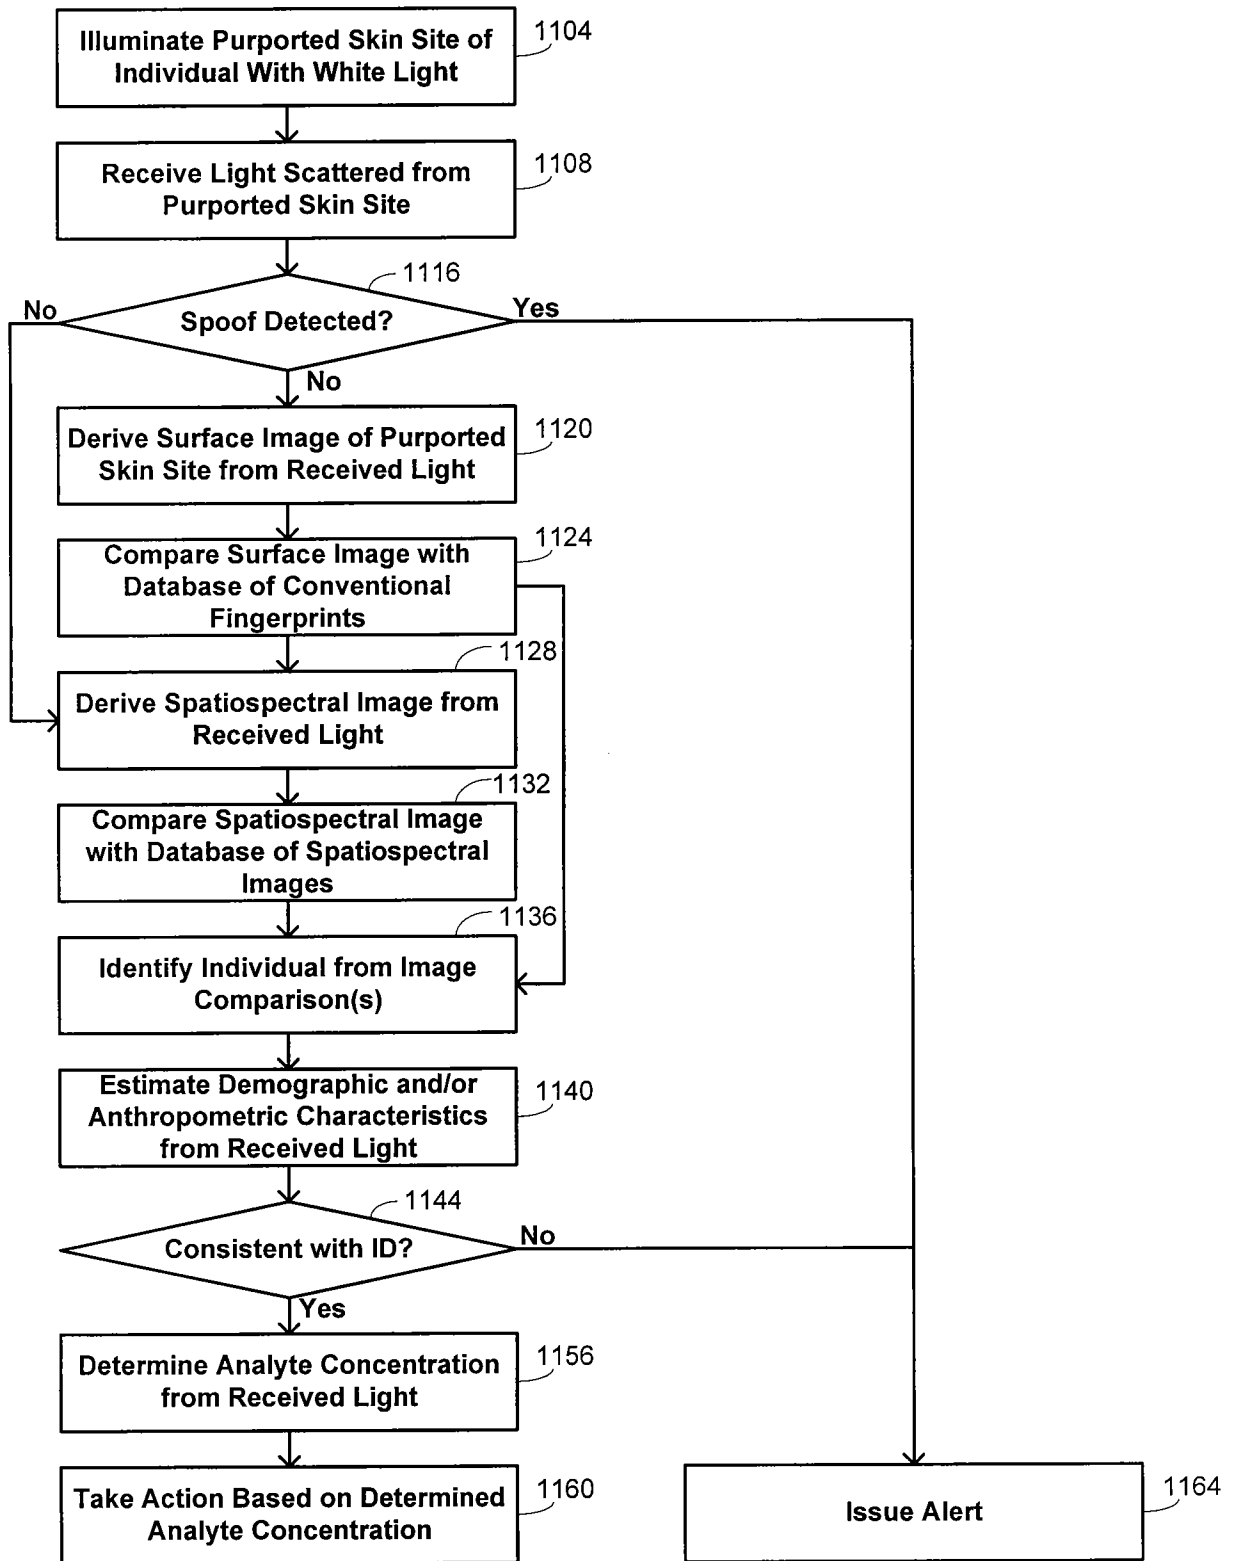 Illuminate Purported Skin Site of
Individual With White Light
1104
Receive Light Scattered from
Purported Skin Site
1108
1116
No
Spoof Detected?
Yes
No
Derive Surface Image of Purported
Skin Site from Received Light
1120
Compare Surface Image with
Database of Conventional
Fingerprints
1124
1128
Derive Spatiospectral Image from
Received Light
1132
Compare Spatiospectral Image
with Database of Spatiospectral
Images
1136
Identify Individual from Image
Comparison(s)
Estimate Demographic and/or
Anthropometric Characteristics
from Received Light
1140
1144
Consistent with ID?
No
Yes
Determine Analyte Concentration
from Received Light
1156
Take Action Based on Determined
Analyte Concentration
1160
Issue Alert
1164